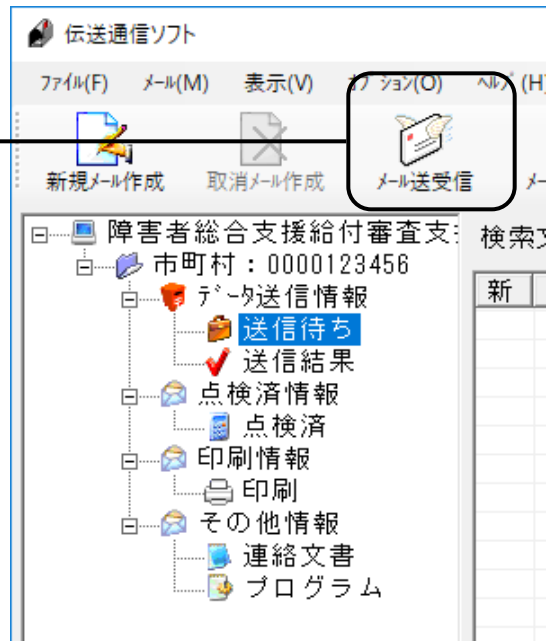 伝送通信ソフト
ファイル(F) メール(M) 表示(V) オプション(O) ヘルプ(H)
新規メール作成 取消メール作成 メール送受信
障害者総合支援給付審査支
検索
市町村:0000123456
新
データ送信情報
送信待ち
送信結果
点検済情報
点検済
印刷情報
印刷
その他情報
連絡文書
プログラム